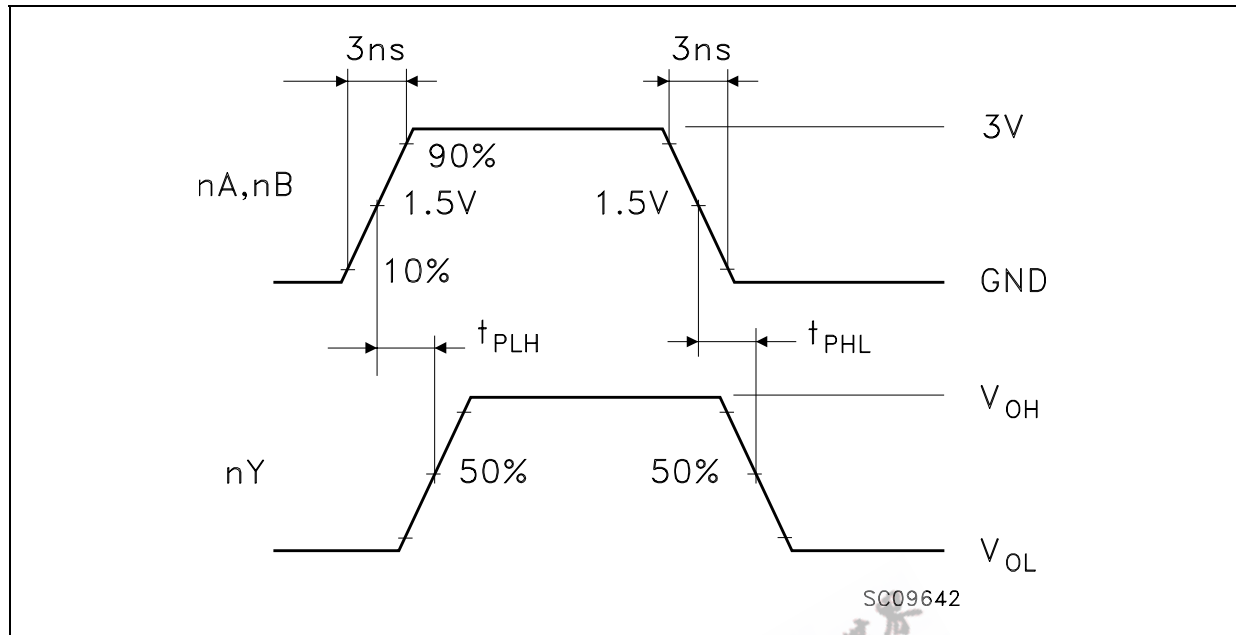 3ns 3ns
3V
90%
nA,nB 1.5V 1.5V
10% GND
tPLH tPHL
VOH
nY 50% 50%
VOL
SC09642